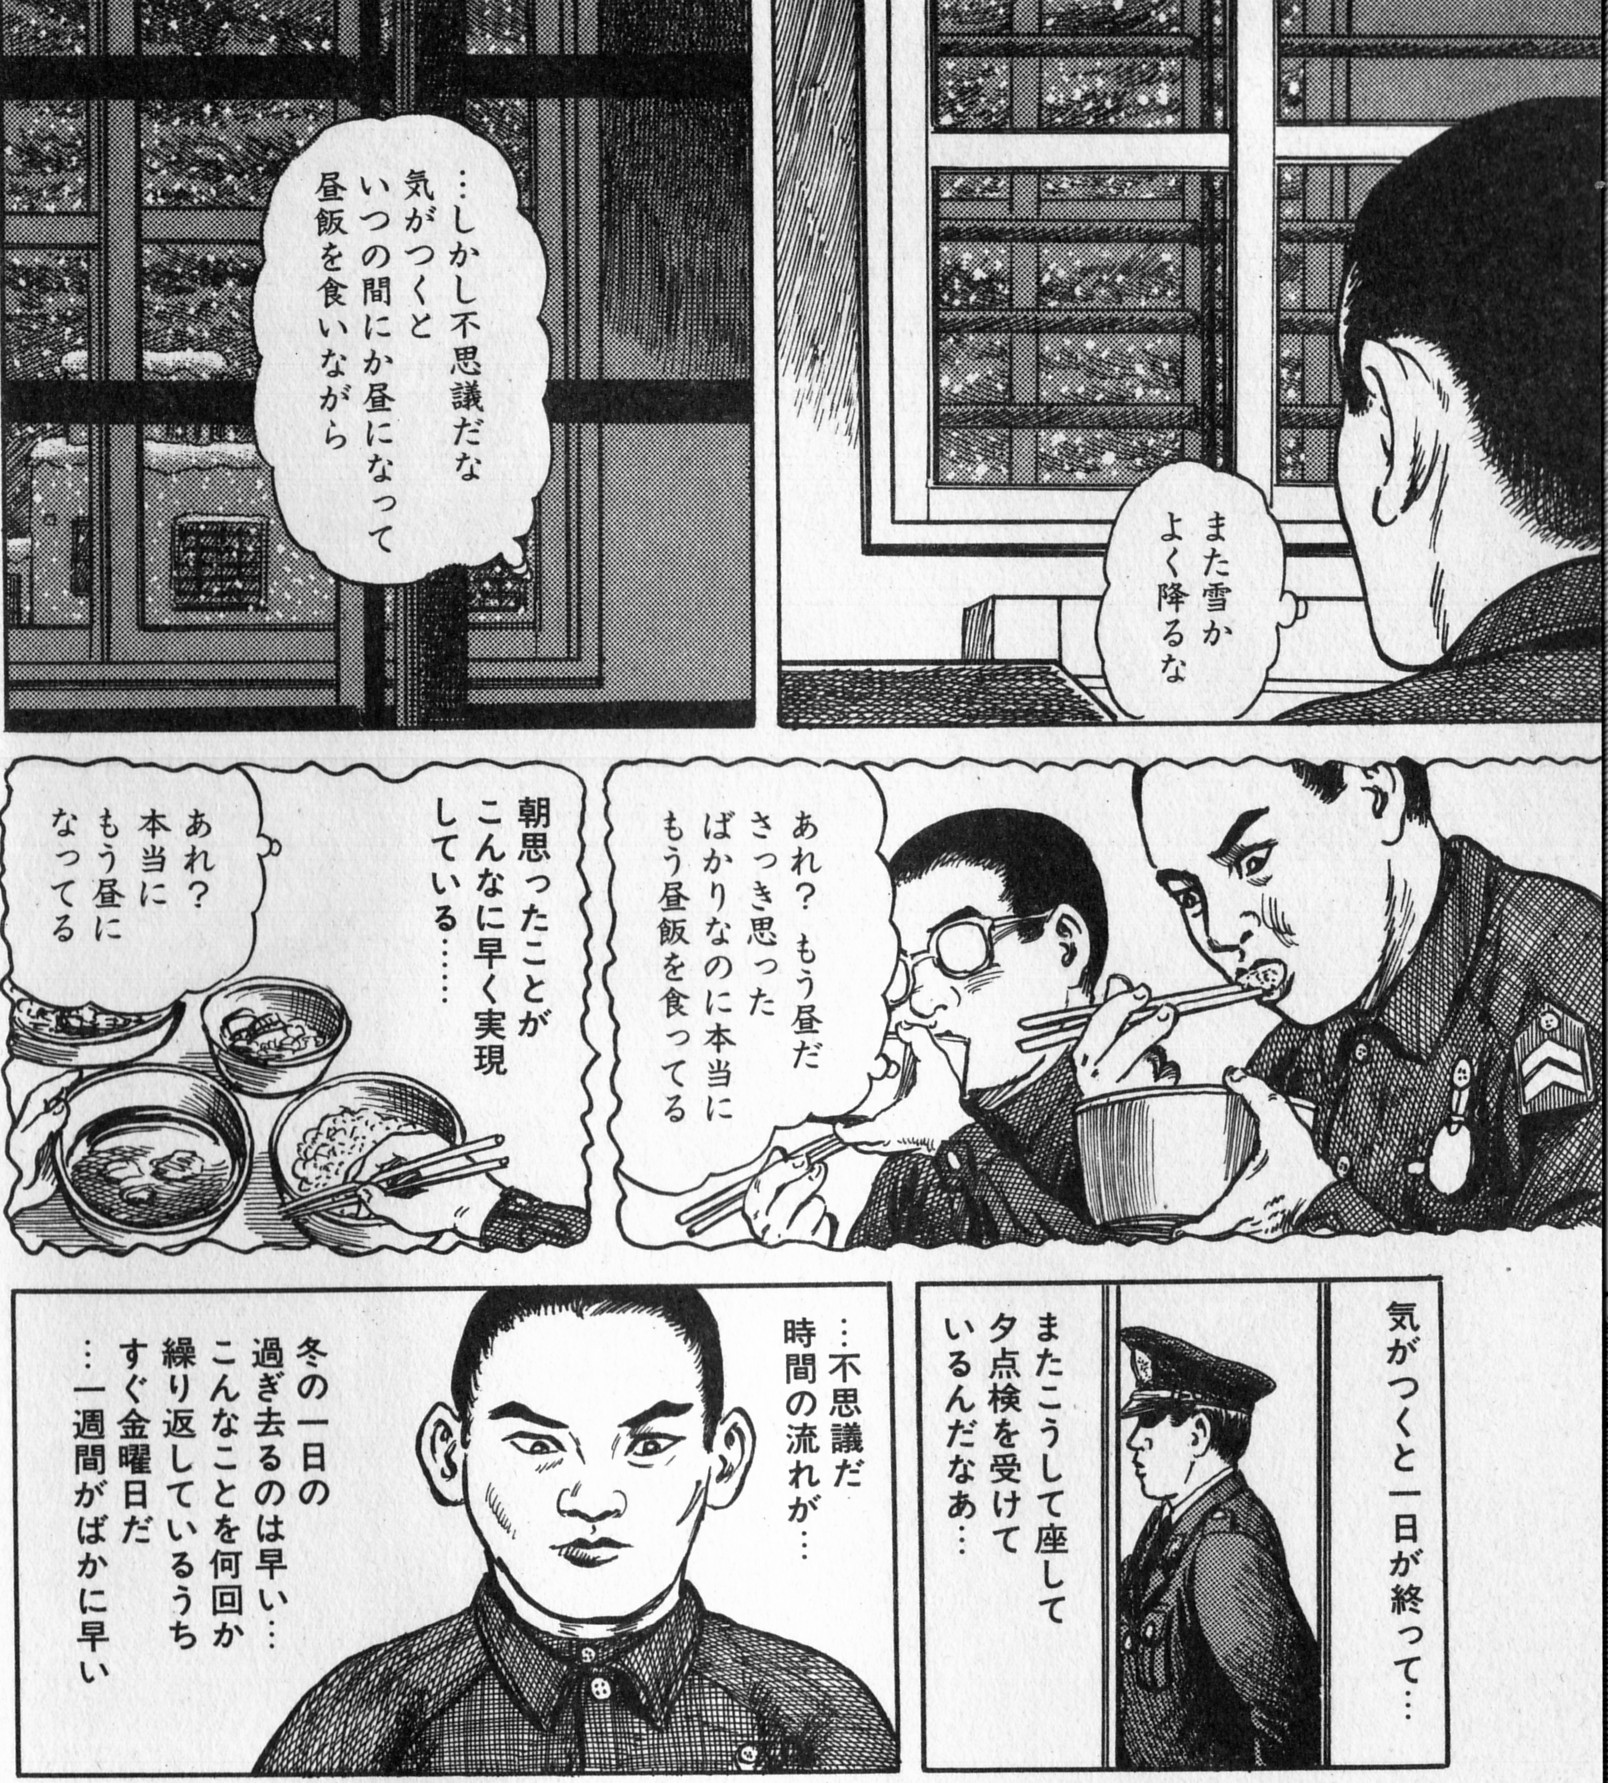 また雪か
よく降るな
…しかし不思議だな
気がつくと
いつの間にか昼になって
昼飯を食いながら
あれ？もう昼だ
さっき思った
ばかりなのに本当に
もう昼飯を食ってる
朝思ったことが
こんなに早く実現
している……
あれ？
本当に
もう昼に
なってる
気がつくと一日が終って…
またこうして座して
夕点検を受けて
いるんだなあ…
…不思議だ
時間の流れが…
冬の一日の
過ぎ去るのは早い…
こんなことを何回か
繰り返しているうち
すぐ金曜日だ
…一週間がばかに早い